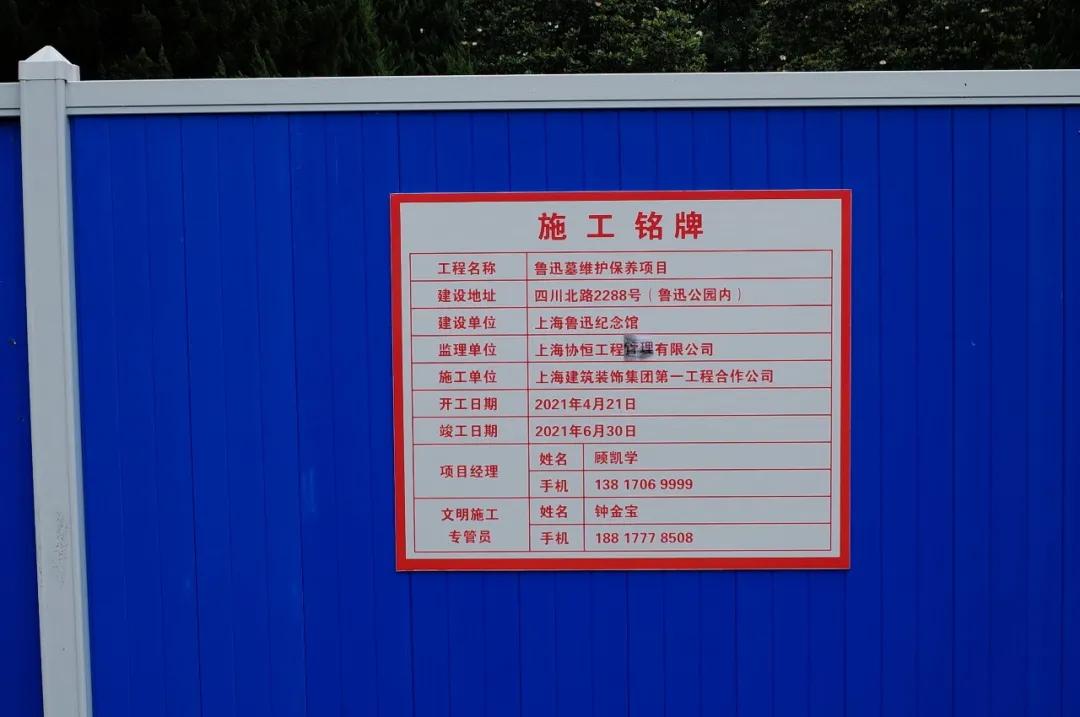 施工铭牌
工程名称 鲁迅墓维护保养项目
建设地址 四川北路2288号（鲁迅公园内）
建设单位 上海鲁迅纪念馆
监理单位 上海协恒工程管理有限公司
施工单位 上海建筑装饰集团第一工程合作公司
开工日期 2021年4月21日
竣工日期 2021年6月30日
项目经理 姓名 顾凯学
手机 138 1706 9999
文明施工专管员 姓名 钟金宝
手机 188 1777 8508